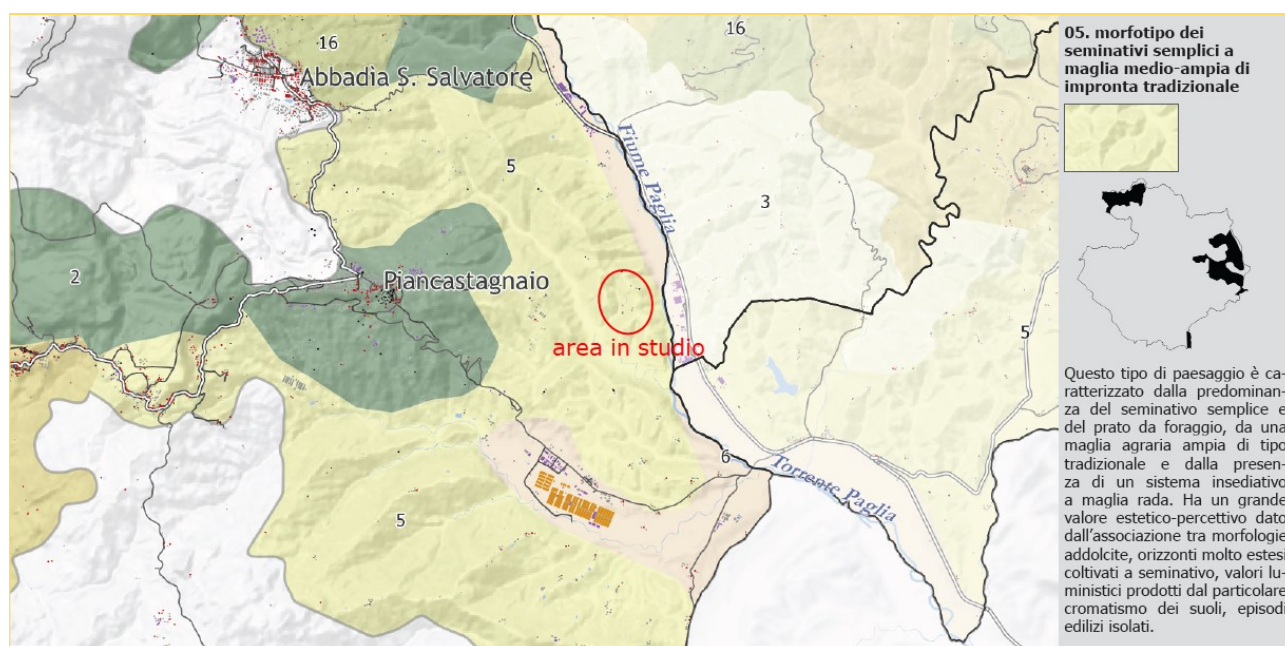 16
Abbadìa S. Salvatore
16
5
Fiume Paglia
3
2
Piancastagnaio
area in studio
5
6
Torrente Paglia
5
05. morfotipo dei
seminativi semplici a
maglia medio-ampia di
impronta tradizionale
Questo tipo di paesaggio è ca-
ratterizzato dalla predominan-
za del seminativo semplice e
del prato da foraggio, da una
maglia agraria ampia di tipo
tradizionale e dalla presen-
za di un sistema insediativo
a maglia rada. Ha un grande
valore estetico-percettivo dato
dall'associazione tra morfologie
addolcite, orizzonti molto estesi
coltivati a seminativo, valori lu-
ministici prodotti dal particolare
cromatismo dei suoli, episodi
edilizi isolati.